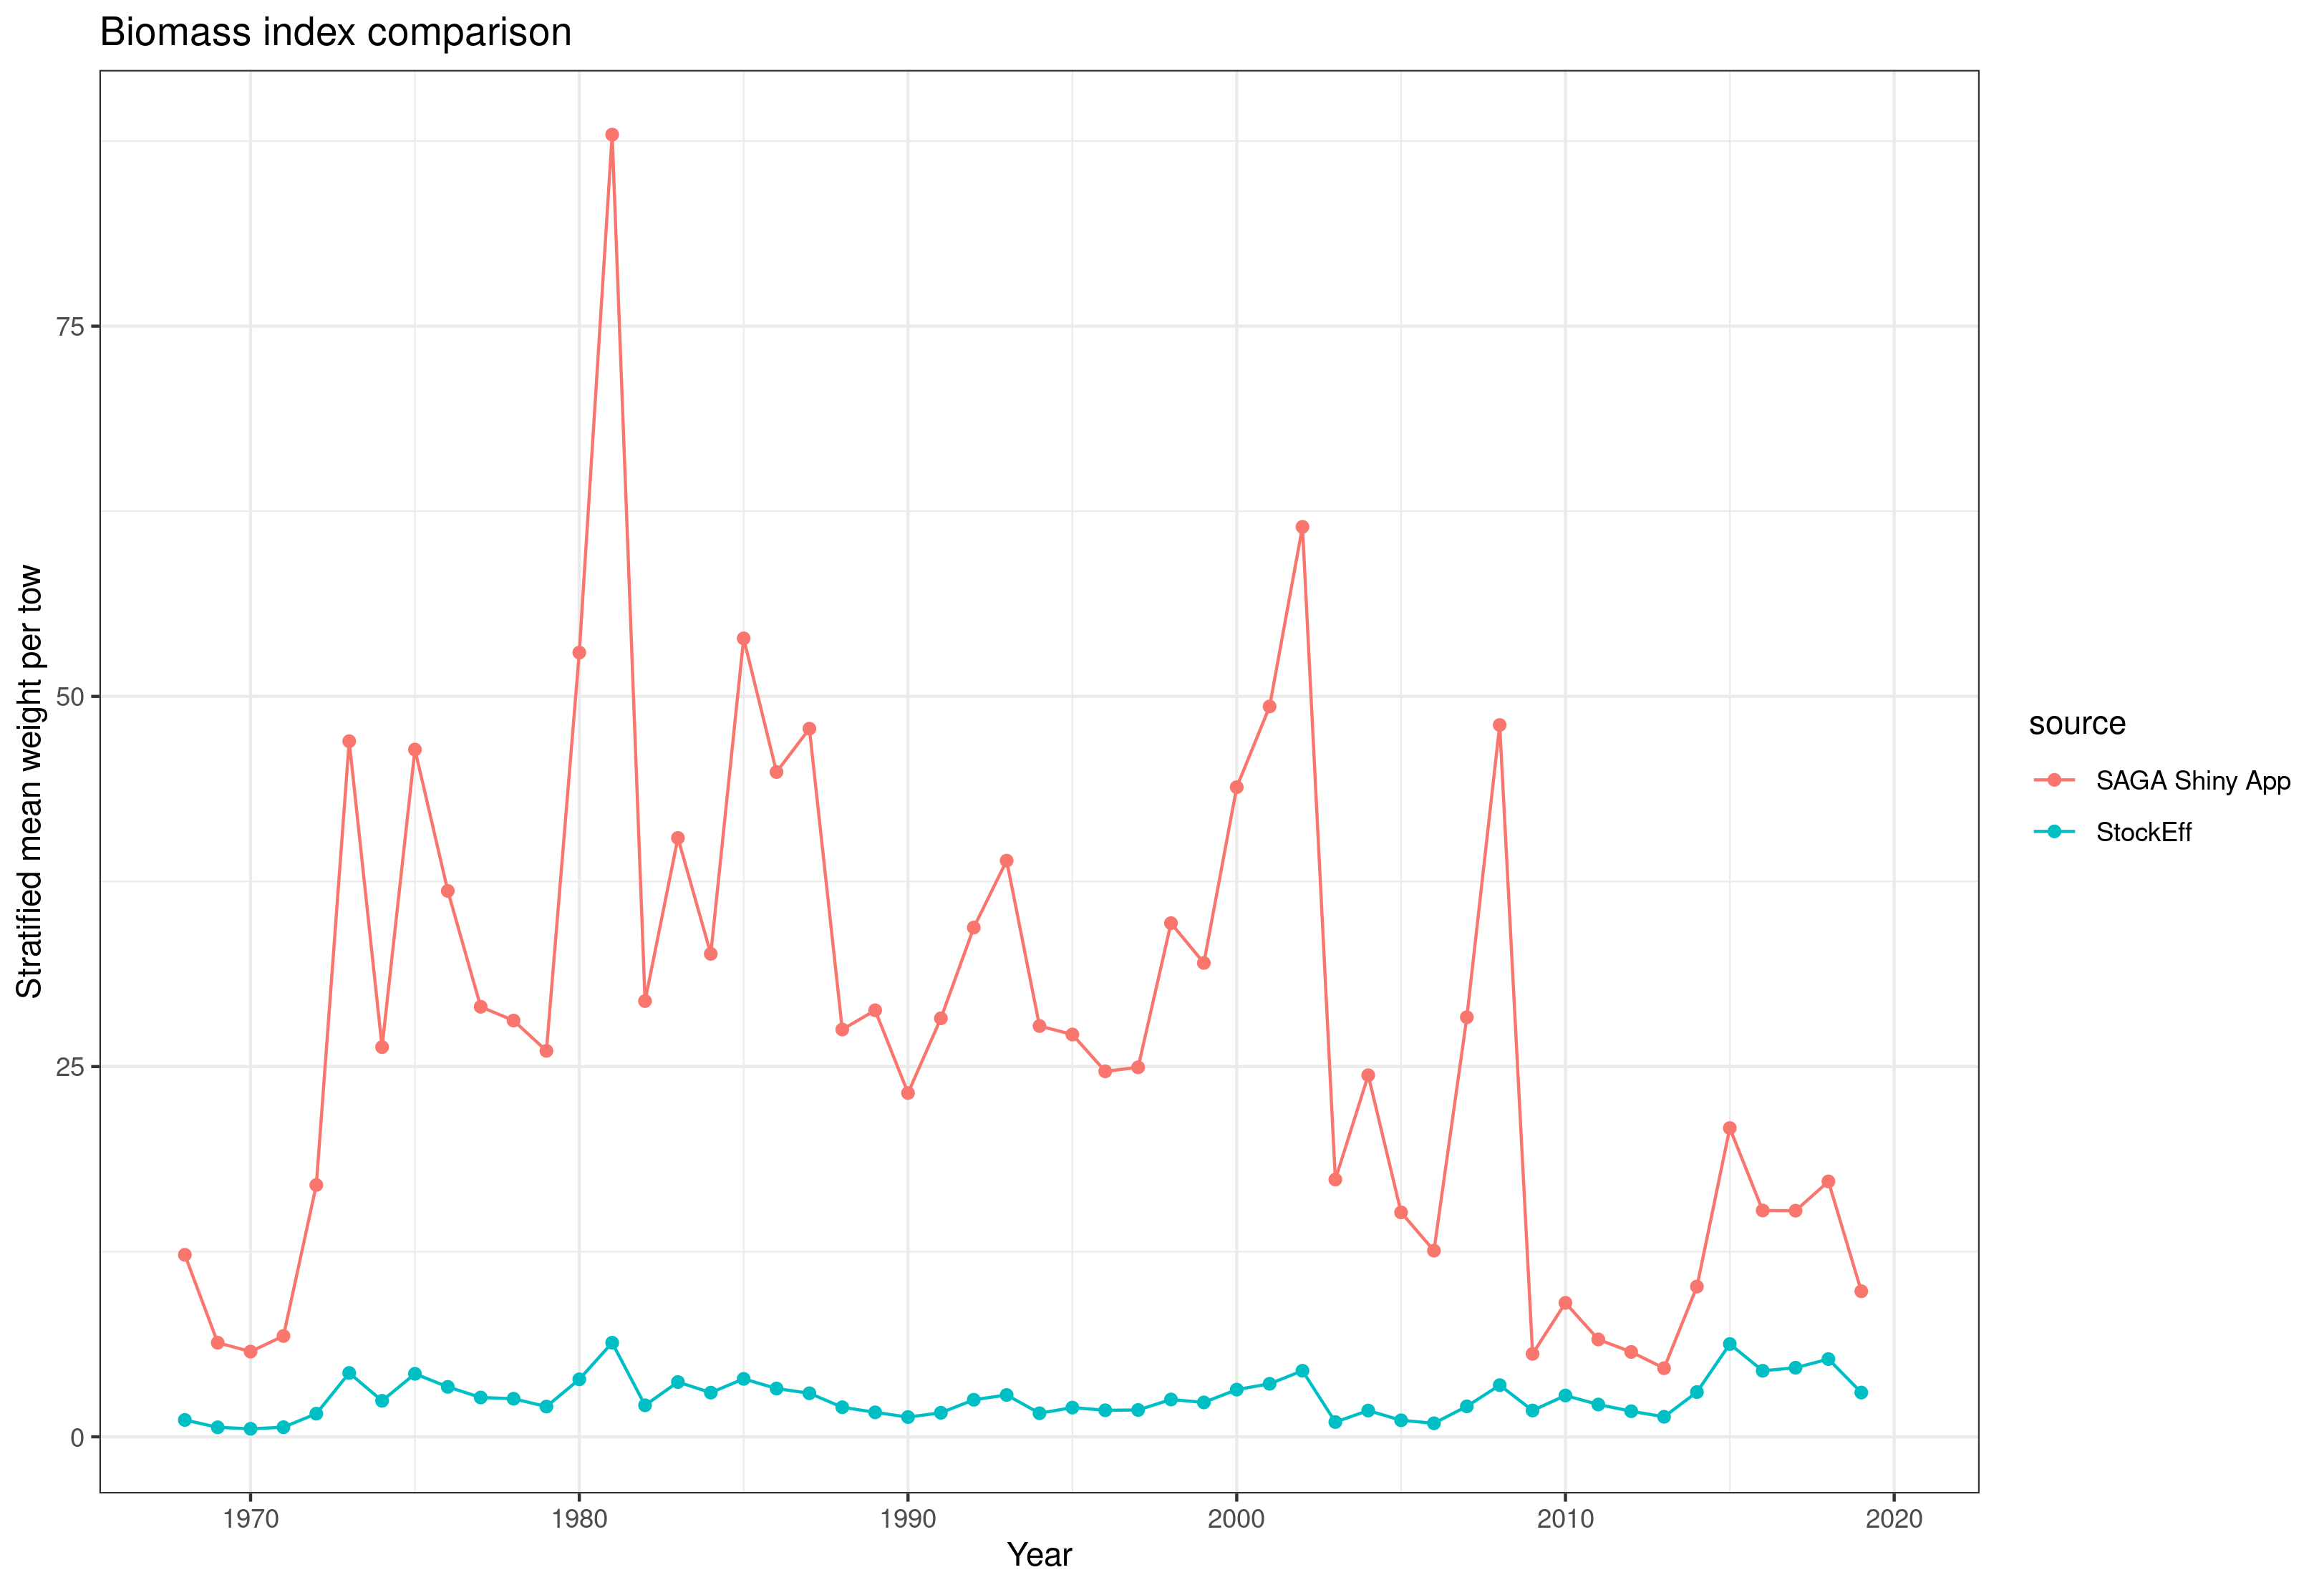 Biomass index comparison
Stratified mean weight per tow
75
50
25
0
1970 1980 1990 2000 2010 2020
Year
source
SAGA Shiny App
StockEff